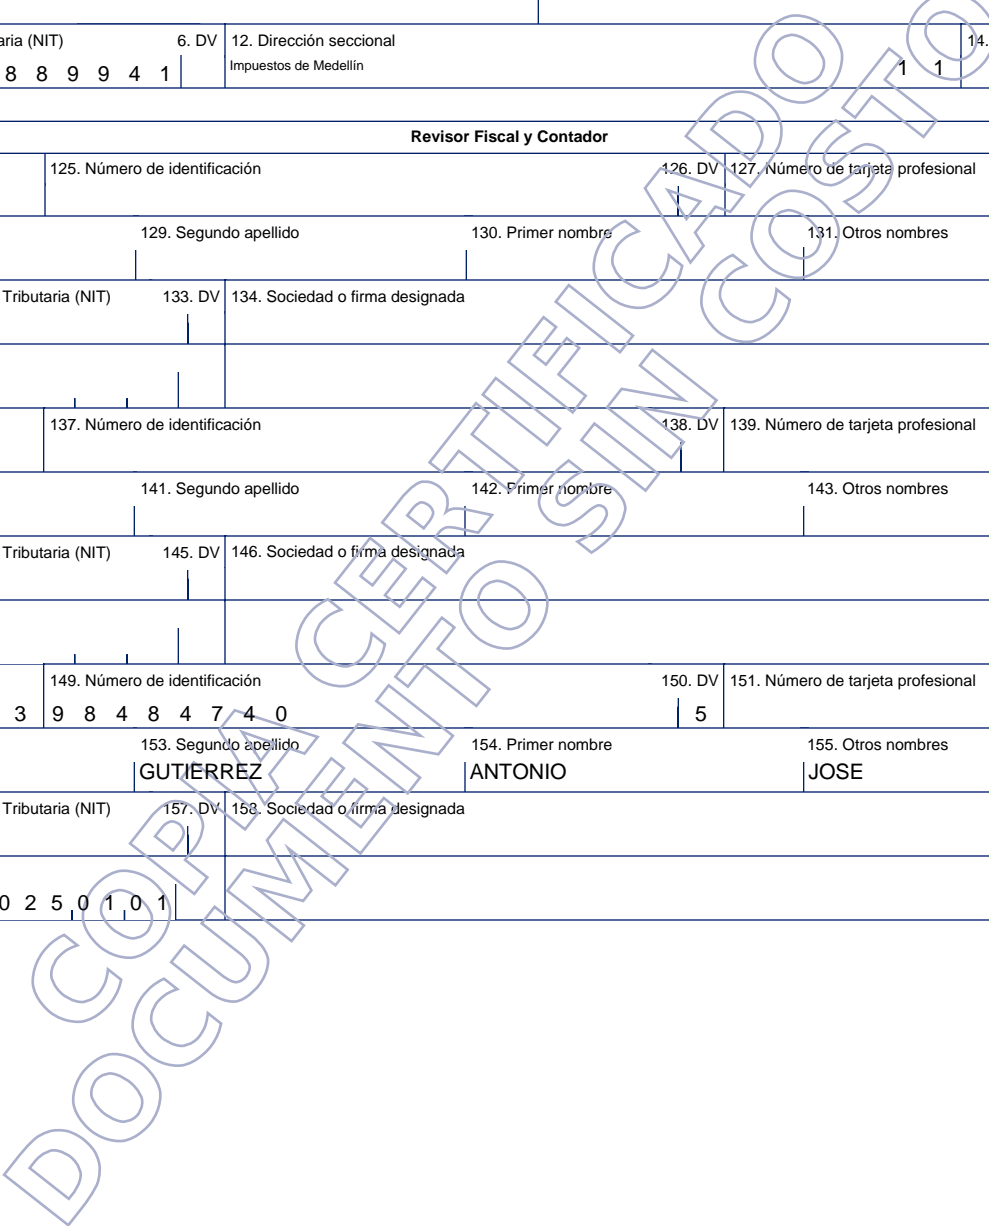 aria (NIT) 6. DV 12. Dirección seccional 14.
8 8 9 9 4 1 Impuestos de Medellín 1 1
Revisor Fiscal y Contador
125. Número de identificación 126. DV 127. Número de tarjeta profesional
129. Segundo apellido 130. Primer nombre 131. Otros nombres
Tributaria (NIT) 133. DV 134. Sociedad o firma designada
137. Número de identificación 138. DV 139. Número de tarjeta profesional
141. Segundo apellido 142. Primer nombre 143. Otros nombres
Tributaria (NIT) 145. DV 146. Sociedad o firma designada
149. Número de identificación 150. DV 151. Número de tarjeta profesional
3 9 8 4 8 4 7 4 0 5
153. Segundo apellido 154. Primer nombre 155. Otros nombres
GUTIERREZ ANTONIO JOSE
Tributaria (NIT) 157. DV 158. Sociedad o firma designada
0 2 5 0 1 0 1
COPIA CERTIFICADO
DOCUMENTO SIN COSTO